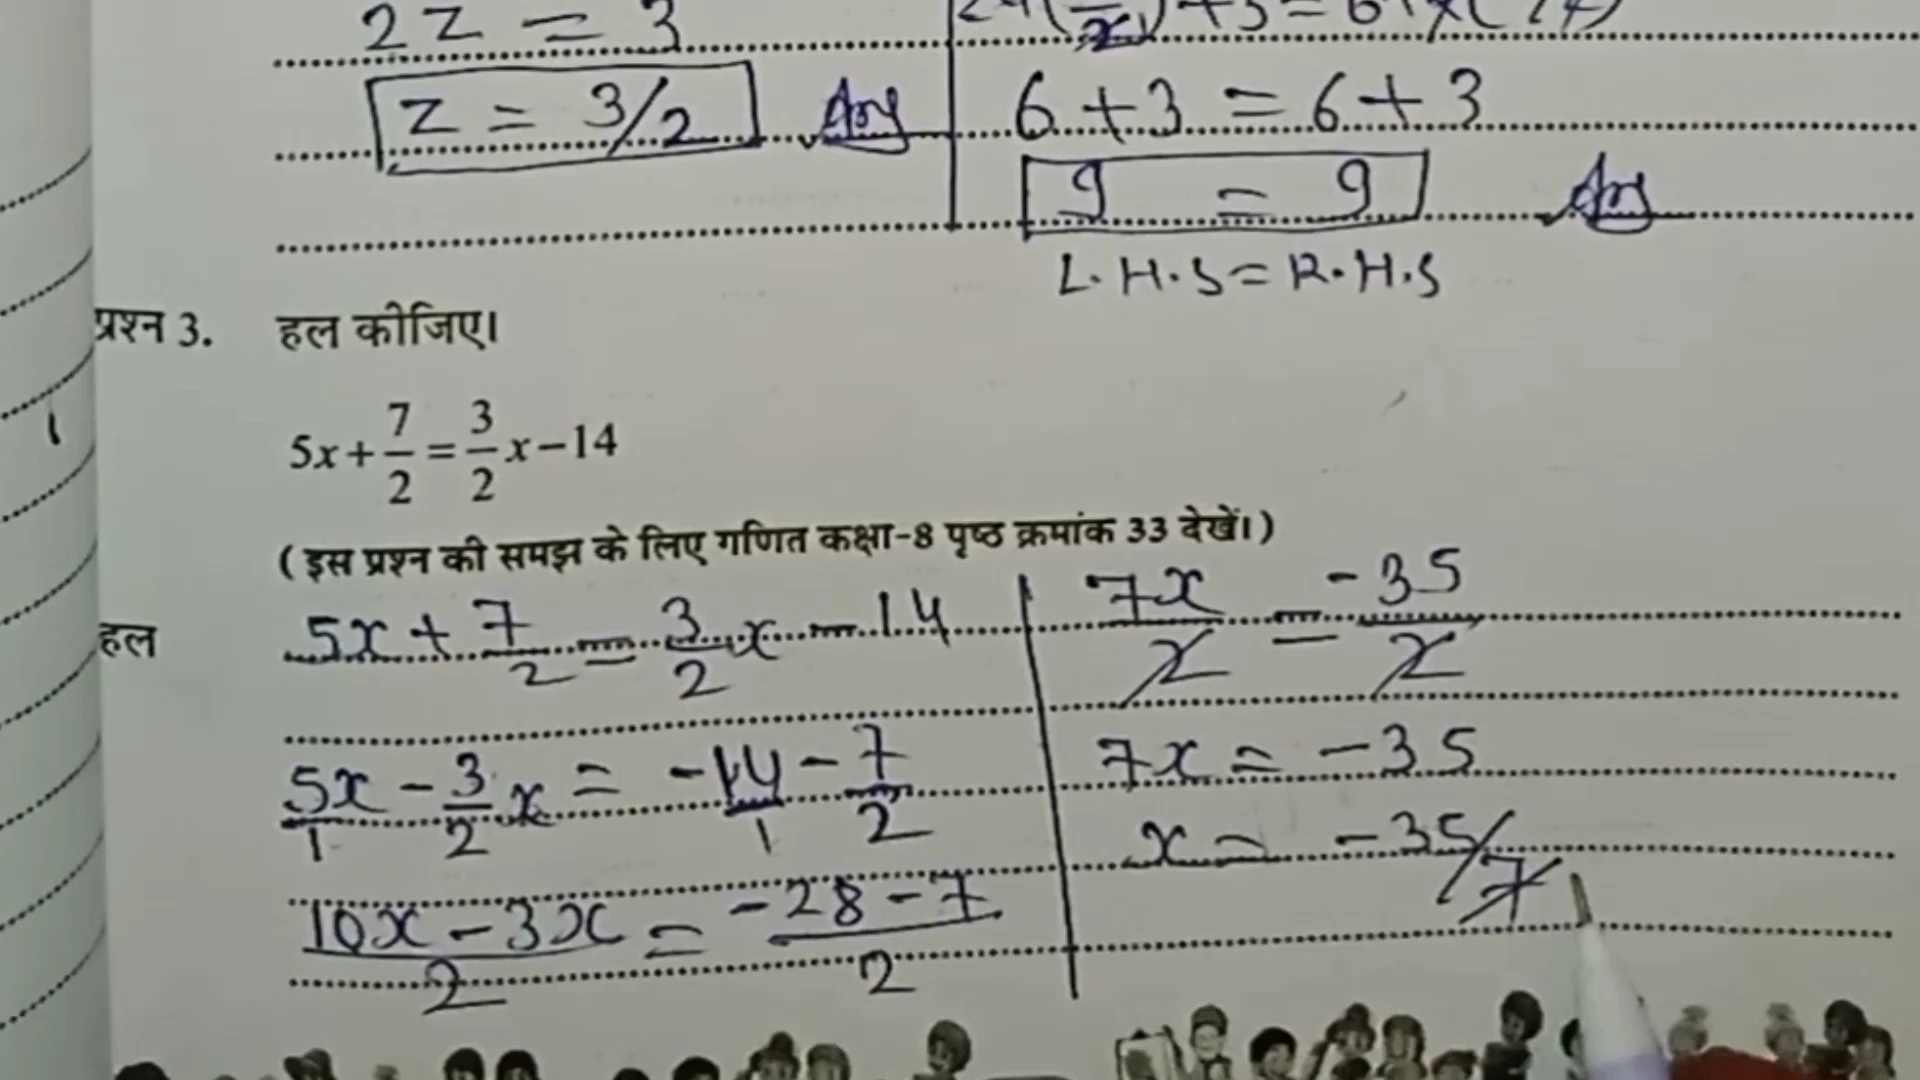 2z = 3
z = 3/2 Ans
6 + 3 = 6 + 3
9 = 9 Ans
L.H.S = R.H.S
प्रश्न 3. हल कीजिए।
5x + 7/2 = 3/2 x − 14
(इस प्रश्न की समझ के लिए गणित कक्षा-8 पृष्ठ क्रमांक 33 देखें।)
हल 5x + 7/2 = 3/2 x − 14
5x/1 − 3/2 x = −14/1 − 7/2
10x − 3x/2 = −28 − 7/2
7x/2 = −35/2
7x = −35
x = −35/7